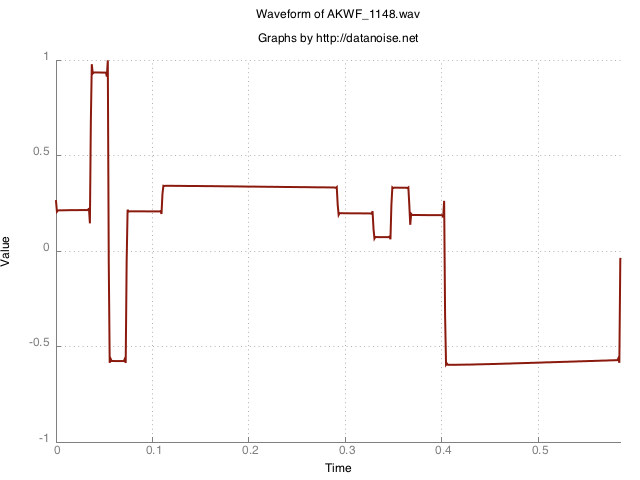 Waveform of AKWF_1148.wav
Graphs by http://datanoise.net
1
0.5
0
-0.5
-1
Value
0 0.1 0.2 0.3 0.4 0.5
Time